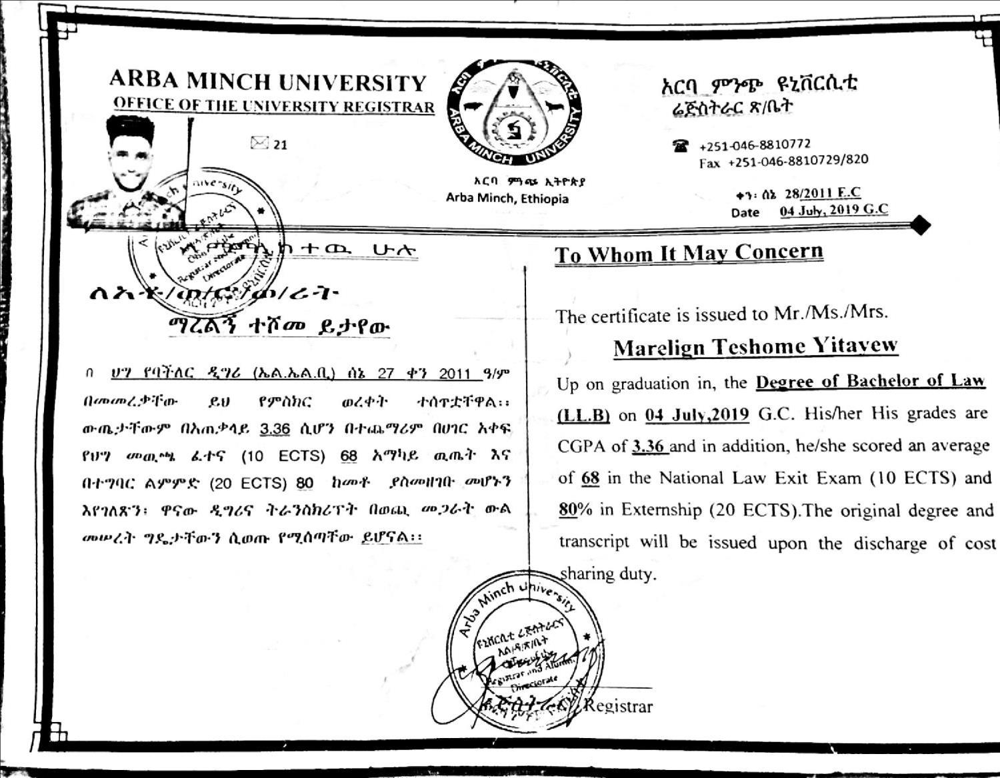 ARBA MINCH UNIVERSITY
OFFICE OF THE UNIVERSITY REGISTRAR
21
አርባ ምንጭ ዩኒቨርሲቲ
ARBA MINCH UNIVERSITY
አርባ ምንጭ ኢትዮጵያ
Arba Minch, Ethiopia
አርባ ምንጭ ዩኒቨርሲቲ
ሬጅስትራር ጽ/ቤት
+251-046-8810772
Fax +251-046-8810729/820
ቀን፡ ሰኔ 28/2011 E.C
Date 04 July, 2019 G.C
ሁሉ
ለአቶ/ወ/ሮ/ወ/ሪት
ማረልኝ ተሾመ ይታየው
በ ህግ የባችለር ዲግሪ (ኤል.ኤል.ቢ) ሰኔ 27 ቀን 2011 ዓ/ም
በመመረቃቸው ይህ የምስክር ወረቀት ተሰጥቷቸዋል፡፡
ውጤታቸውም በአጠቃላይ 3.36 ሲሆን በተጨማሪም በሀገር አቀፍ
የህግ መዉጫ ፈተና (10 ECTS) 68 አማካይ ዉጤት እና
በተግባር ልምምድ (20 ECTS) 80 ከመቶ ያስመዘገቡ መሆኑን
እየገለጽን፡ ዋናው ዲግሪና ትራንስክሪፕት በወጪ መጋራት ውል
መሠረት ግዴታቸውን ሲወጡ የሚሰጣቸው ይሆናል፡፡
To Whom It May Concern
The certificate is issued to Mr./Ms./Mrs.
Marelign Teshome Yitayew
Up on graduation in, the Degree of Bachelor of Law
(LL.B) on 04 July,2019 G.C. His/her His grades are
CGPA of 3.36 and in addition, he/she scored an average
of 68 in the National Law Exit Exam (10 ECTS) and
80% in Externship (20 ECTS).The original degree and
transcript will be issued upon the discharge of cost
sharing duty.
Arba Minch University
ዩኒቨርሲቲ ሬጅስትራርና
Office of the
Registrar and Alumni
Directorate
Registrar